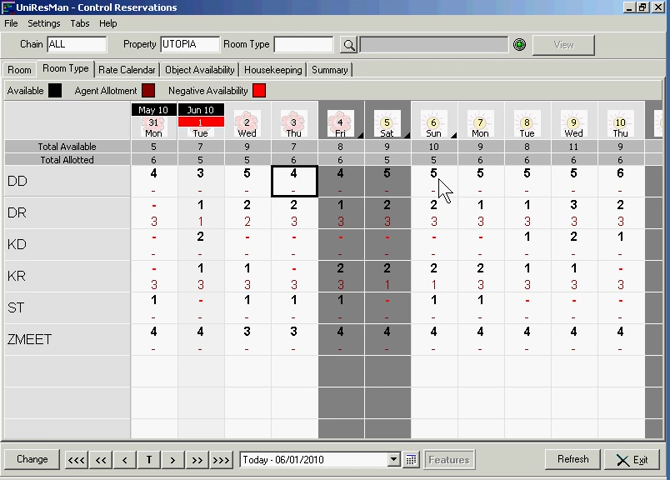 UniResMan - Control Reservations
File Settings Tabs Help
Chain ALL Property UTOPIA Room Type View
Room Room Type Rate Calendar Object Availability Housekeeping Summary
Available Agent Allotment Negative Availability
May 10 Jun 10
31 1 2 3 4 5 6 7 8 9 10
Mon Tue Wed Thu Fri Sat Sun Mon Tue Wed Thu
Total Available 5 7 9 7 8 9 10 9 9 11 9
Total Allotted 6 5 5 6 6 5 5 6 6 6 6
DD 4 3 5 4 4 5 5 5 5 5 6
- - - - - - - - - - -
DR - 1 2 2 1 2 2 1 1 3 2
3 1 2 3 3 3 3 3 3 3 3
KD - 2 - - - - - - 1 2 1
- - - - - - - - - - -
KR - 1 1 - 2 2 2 2 1 1 -
3 3 3 3 3 1 1 3 3 3 3
ST 1 - 1 1 1 - 1 1 - - -
- - - - - - - - - - -
ZMEET 4 4 3 3 4 4 4 4 4 4 4
- - - - - - - - - - -
Change <<< << < T > >> >>> Today - 06/01/2010 Features Refresh Exit